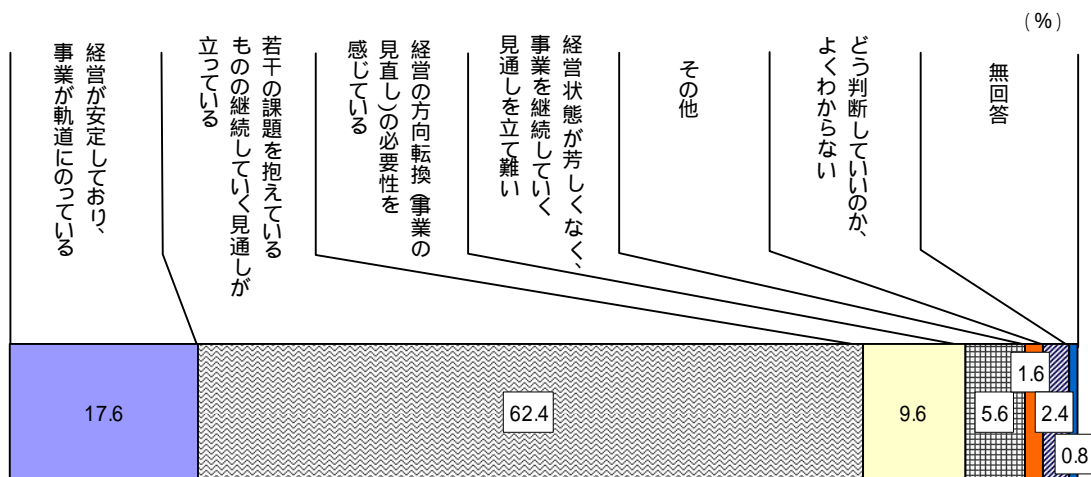 (%)
経営が安定しており、
事業が軌道にのっている
若干の課題を抱えている
ものの継続していく見通しが
立っている
経営の方向転換(事業の
見直し)の必要性を
感じている
経営状態が芳しくなく、
事業を継続していく
見通しを立て難い
その他
どう判断していいのか、
よくわからない
無回答
17.6
62.4
9.6
5.6
1.6
2.4
0.8